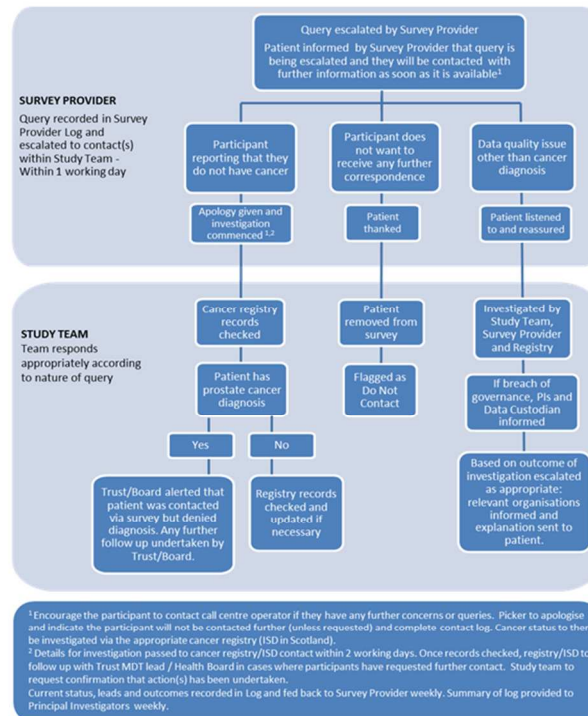 Query escalated by Survey Provider
Patient informed by Survey Provider that query is
being escalated and they will be contacted with
further information as soon as it is available1
SURVEY PROVIDER
Query recorded in Survey
Provider Log and
escalated to contact(s)
within Study Team -
Within 1 working day
Participant
reporting that they
do not have cancer
Participant does
not want to
receive any further
correspondence
Data quality issue
other than cancer
diagnosis
Apology given and
investigation
commenced 1,2
Patient
thanked
Patient listened
to and reassured
STUDY TEAM
Team responds
appropriately according
to nature of query
Cancer registry
records
checked
Patient
removed from
survey
Investigated by
Study Team,
Survey Provider
and Registry
Patient has
prostate cancer
diagnosis
Flagged as
Do Not
Contact
If breach of
governance, PIs and
Data Custodian
informed
Yes
No
Trust/Board alerted that
patient was contacted
via survey but denied
diagnosis. Any further
follow up undertaken by
Trust/Board.
Registry records
checked and
updated if
necessary
Based on outcome of
investigation escalated
as appropriate:
relevant organisations
informed and
explanation sent to
patient.
1 Encourage the participant to contact call centre operator if they have any further concerns or queries. Picker to apologise
and indicate the participant will not be contacted further (unless requested) and complete contact log. Cancer status to then
be investigated via the appropriate cancer registry (ISD in Scotland).
2 Details for investigation passed to cancer registry/ISD contact within 2 working days. Once records checked, registry/ISD to
follow up with Trust MDT lead / Health Board in cases where participants have requested further contact. Study team to
request confirmation that action(s) has been undertaken.
Current status, leads and outcomes recorded in Log and fed back to Survey Provider weekly. Summary of log provided to
Principal Investigators weekly.